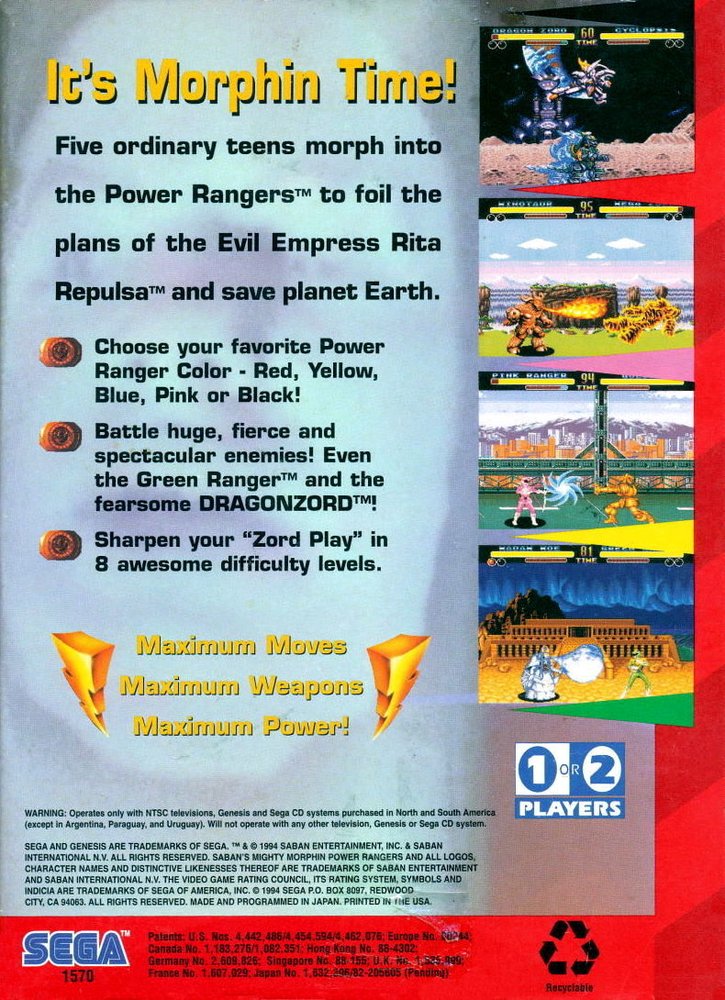 It's Morphin Time!
Five ordinary teens morph into
the Power Rangers™ to foil the
plans of the Evil Empress Rita
Repulsa™ and save planet Earth.
Choose your favorite Power
Ranger Color - Red, Yellow,
Blue, Pink or Black!
Battle huge, fierce and
spectacular enemies! Even
the Green Ranger™ and the
fearsome DRAGONZORD™!
Sharpen your “Zord Play” in
8 awesome difficulty levels.
Maximum Moves
Maximum Weapons
Maximum Power!
DRAGON ZORD 60 CYCLOPSIS
TIME
MINOTAUR 95 MEGA
TIME
PINK RANGER 94
TIME
MADAM WOE 81
TIME
1 OR 2
PLAYERS
WARNING: Operates only with NTSC televisions, Genesis and Sega CD systems purchased in North and South America
(except in Argentina, Paraguay, and Uruguay). Will not operate with any other television, Genesis or Sega CD system.
SEGA AND GENESIS ARE TRADEMARKS OF SEGA. ™ & © 1994 SABAN ENTERTAINMENT, INC. & SABAN
INTERNATIONAL N.V. ALL RIGHTS RESERVED. SABAN'S MIGHTY MORPHIN POWER RANGERS AND ALL LOGOS,
CHARACTER NAMES AND DISTINCTIVE LIKENESSES THEREOF ARE TRADEMARKS OF SABAN ENTERTAINMENT
AND SABAN INTERNATIONAL N.V. THE VIDEO GAME RATING COUNCIL, ITS RATING SYSTEM, SYMBOLS AND
INDICIA ARE TRADEMARKS OF SEGA OF AMERICA, INC. © 1994 SEGA P.O. BOX 8097, REDWOOD
CITY, CA 94063. ALL RIGHTS RESERVED. MADE AND PROGRAMMED IN JAPAN. PRINTED IN THE USA.
SEGA™
1570
Patents: U.S. Nos. 4,442,486/4,454,594/4,462,076; Europe No.
Canada No. 1,183,276/1,082,351; Hong Kong No. 88-4302;
Germany No. 2,609,826; Singapore No. 88-155; U.K. No.
France No. 1,607,029; Japan No. 1,632,396/82-205605 (Pending)
Recyclable